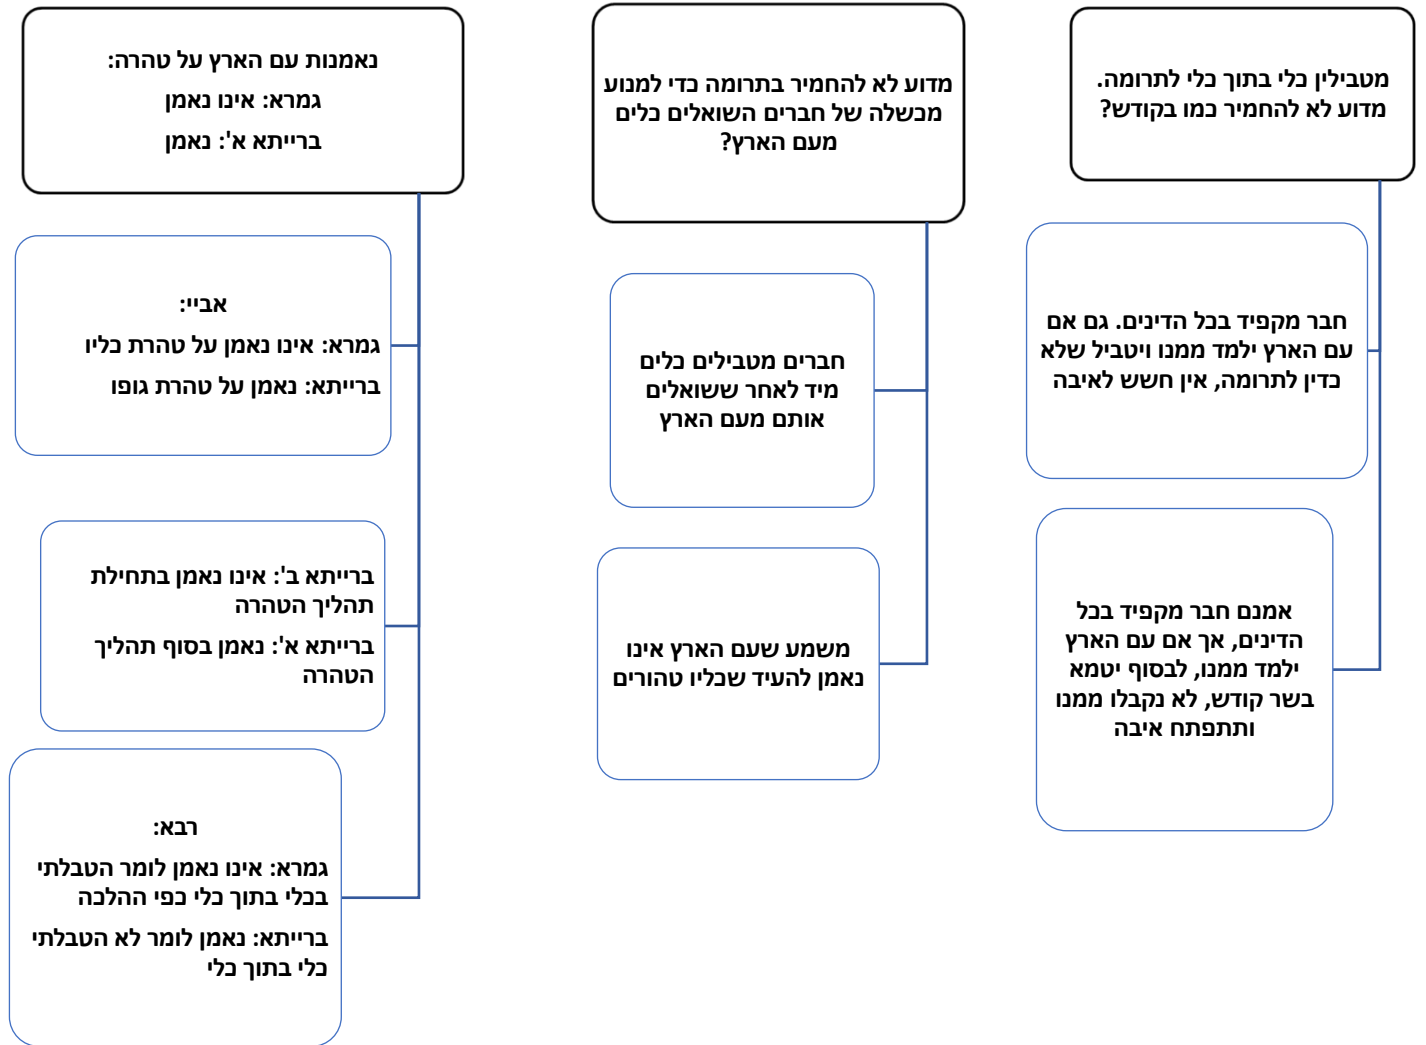 מטבילין כלי בתוך כלי לתרומה.
מדוע לא להחמיר כמו בקודש?
חבר מקפיד בכל הדינים. גם אם
עם הארץ ילמד ממנו ויטביל שלא
כדין לתרומה, אין חשש לאיבה
אמנם חבר מקפיד בכל
הדינים, אך אם עם הארץ
ילמד ממנו, לבסוף יטמא
בשר קודש, לא נקבלו ממנו
ותתפתח איבה
מדוע לא להחמיר בתרומה כדי למנוע
מכשלה של חברים השואלים כלים
מעם הארץ?
חברים מטבילים כלים
מיד לאחר ששואלים
אותם מעם הארץ
משמע שעם הארץ אינו
נאמן להעיד שכליו טהורים
נאמנות עם הארץ על טהרה:
גמרא: אינו נאמן
ברייתא א': נאמן
אביי:
גמרא: אינו נאמן על טהרת כליו
ברייתא: נאמן על טהרת גופו
ברייתא ב': אינו נאמן בתחילת
תהליך הטהרה
ברייתא א': נאמן בסוף תהליך
הטהרה
רבא:
גמרא: אינו נאמן לומר הטבלתי
בכלי בתוך כלי כפי ההלכה
ברייתא: נאמן לומר לא הטבלתי
כלי בתוך כלי